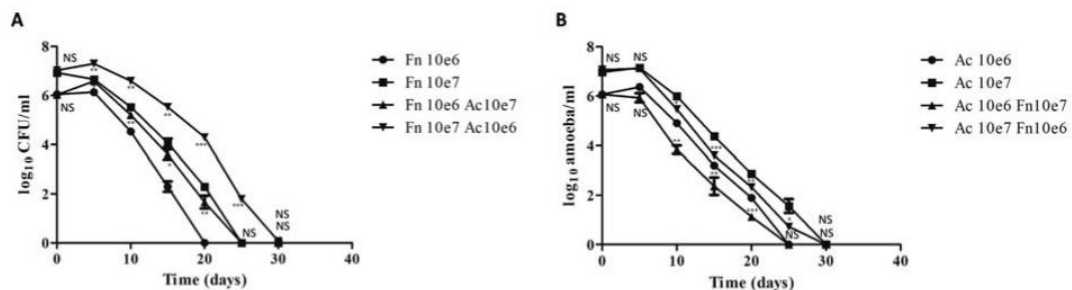 A
log10 CFU/ml
8
6
4
2
0
NS
NS
**
**
**
**
*
***
**
***
NS
NS
NS
0 10 20 30 40
Time (days)
Fn 10e6
Fn 10e7
Fn 10e6 Ac10e7
Fn 10e7 Ac10e6
B
log10 amoeba/ml
8
6
4
2
0
NS
NS
NS
NS
*
**
***
**
**
***
*
NS
NS
NS
0 10 20 30 40
Time (days)
Ac 10e6
Ac 10e7
Ac 10e6 Fn10e7
Ac 10e7 Fn10e6